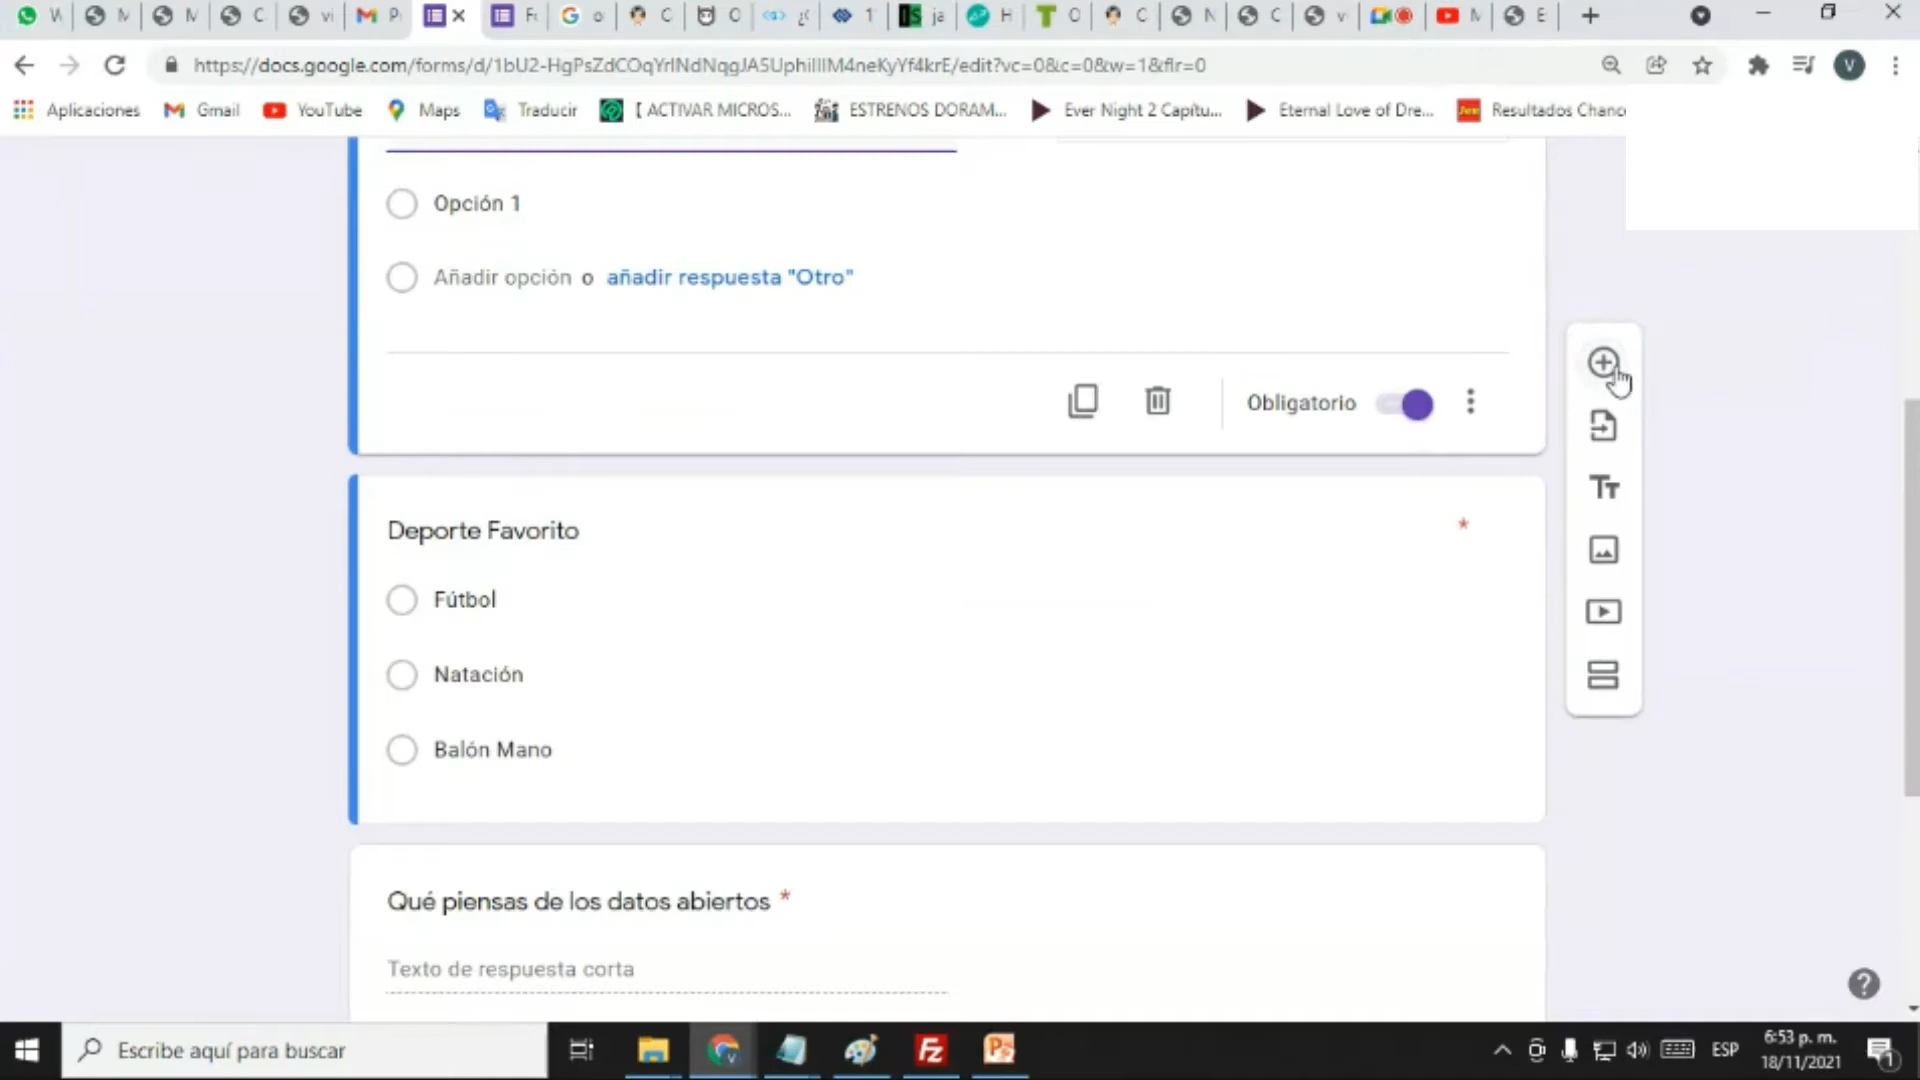 https://docs.google.com/forms/d/1bU2-HgPsZdCOqYrINdNqgJA5UphiIIIM4neKyYf4krE/edit?vc=0&c=0&w=1&flr=0
V
Aplicaciones
Gmail
YouTube
Maps
Traducir
[ ACTIVAR MICROS...
ESTRENOS DORAM...
Ever Night 2 Capítu...
Eternal Love of Dre...
Resultados Chanc
Opción 1
Añadir opción o añadir respuesta "Otro"
Obligatorio
Tт
Deporte Favorito *
Fútbol
Natación
Balón Mano
Qué piensas de los datos abiertos *
Texto de respuesta corta
Escribe aquí para buscar
ESP
6:53 p. m.
18/11/2021
1